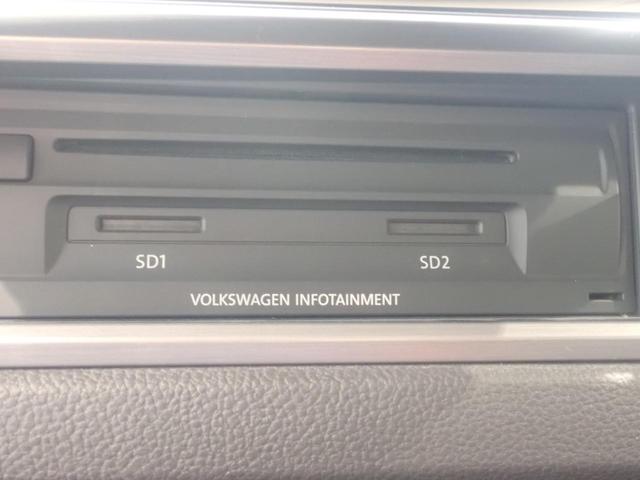 SD1 SD2
VOLKSWAGEN INFOTAINMENT